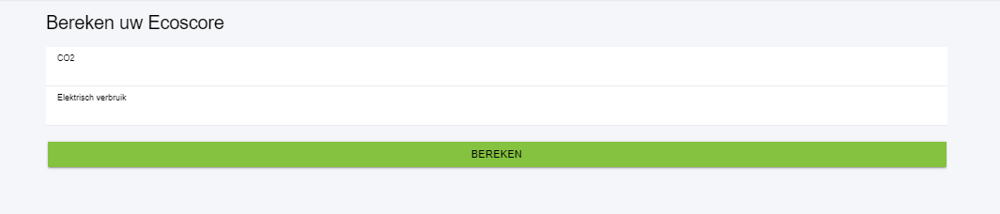 Bereken uw Ecoscore
CO2
Elektrisch verbruik
BEREKEN